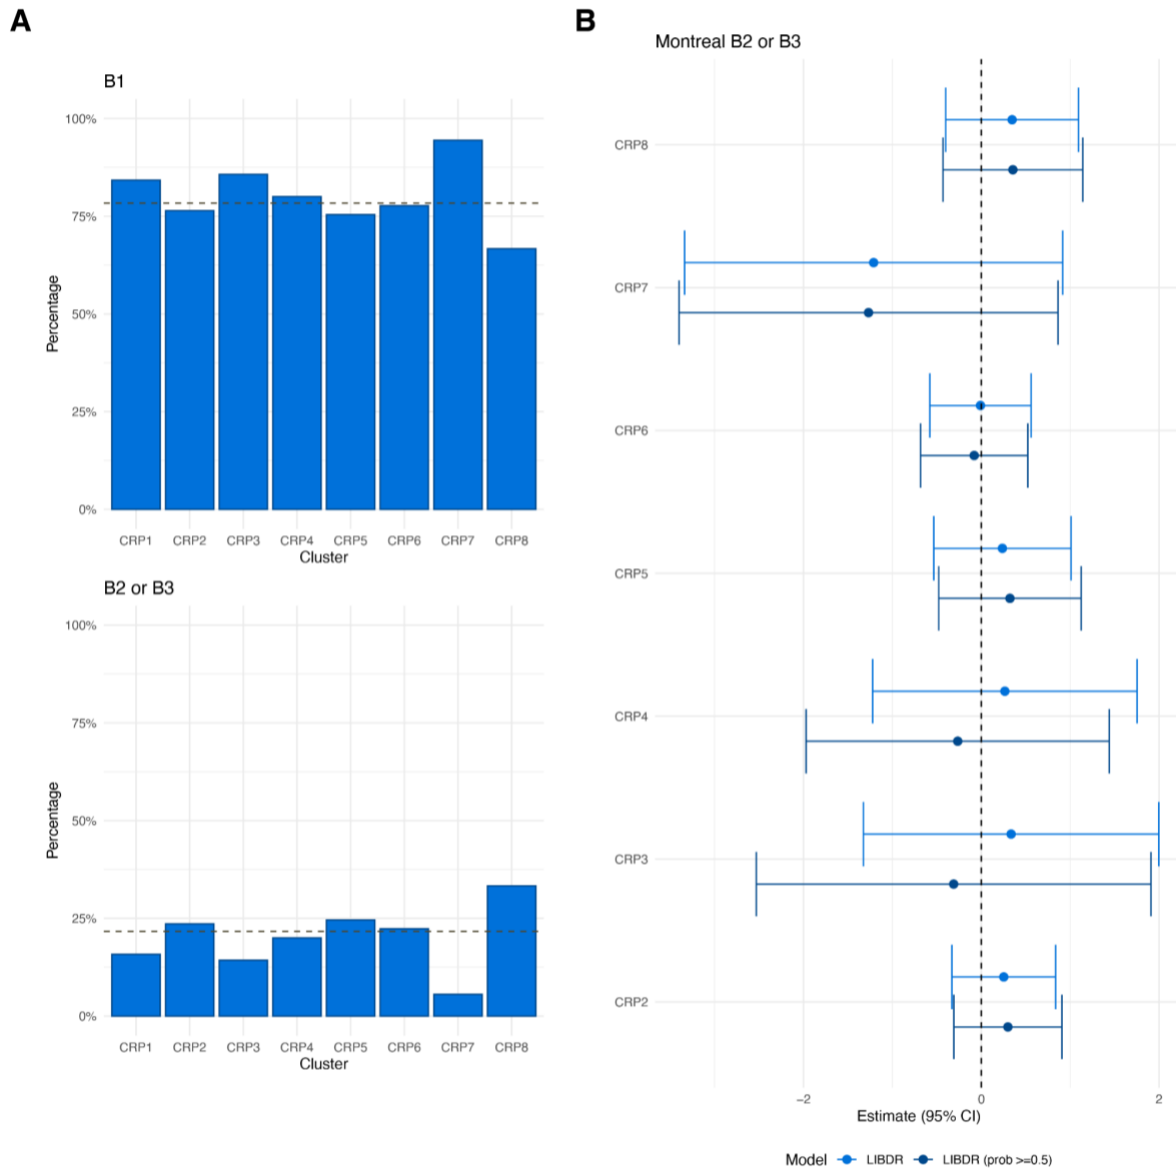 A
B1
100%
75%
50%
25%
0%
Percentage
CRP1 CRP2 CRP3 CRP4 CRP5 CRP6 CRP7 CRP8
Cluster
B2 or B3
100%
75%
50%
25%
0%
Percentage
CRP1 CRP2 CRP3 CRP4 CRP5 CRP6 CRP7 CRP8
Cluster
B
Montreal B2 or B3
CRP8
CRP7
CRP6
CRP5
CRP4
CRP3
CRP2
−2 0 2
Estimate (95% CI)
Model LIBDR LIBDR (prob >=0.5)